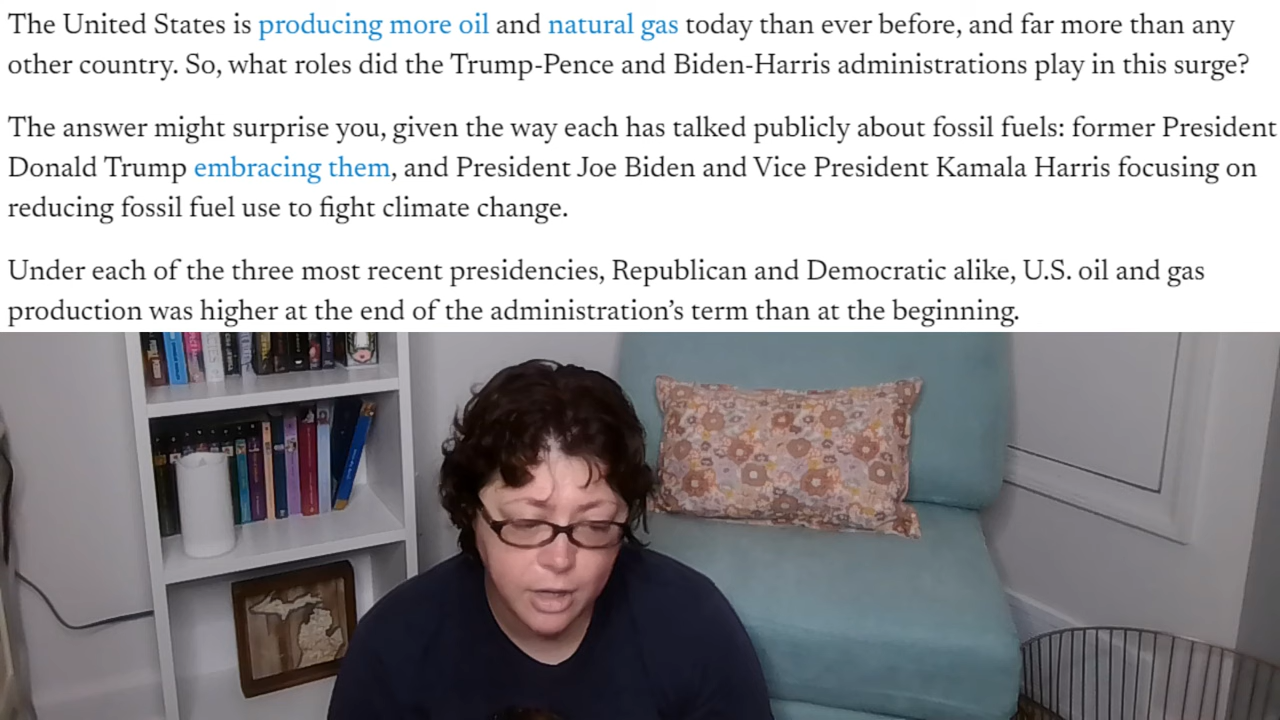 The United States is producing more oil and natural gas today than ever before, and far more than any
other country. So, what roles did the Trump-Pence and Biden-Harris administrations play in this surge?
The answer might surprise you, given the way each has talked publicly about fossil fuels: former President
Donald Trump embracing them, and President Joe Biden and Vice President Kamala Harris focusing on
reducing fossil fuel use to fight climate change.
Under each of the three most recent presidencies, Republican and Democratic alike, U.S. oil and gas
production was higher at the end of the administration’s term than at the beginning.